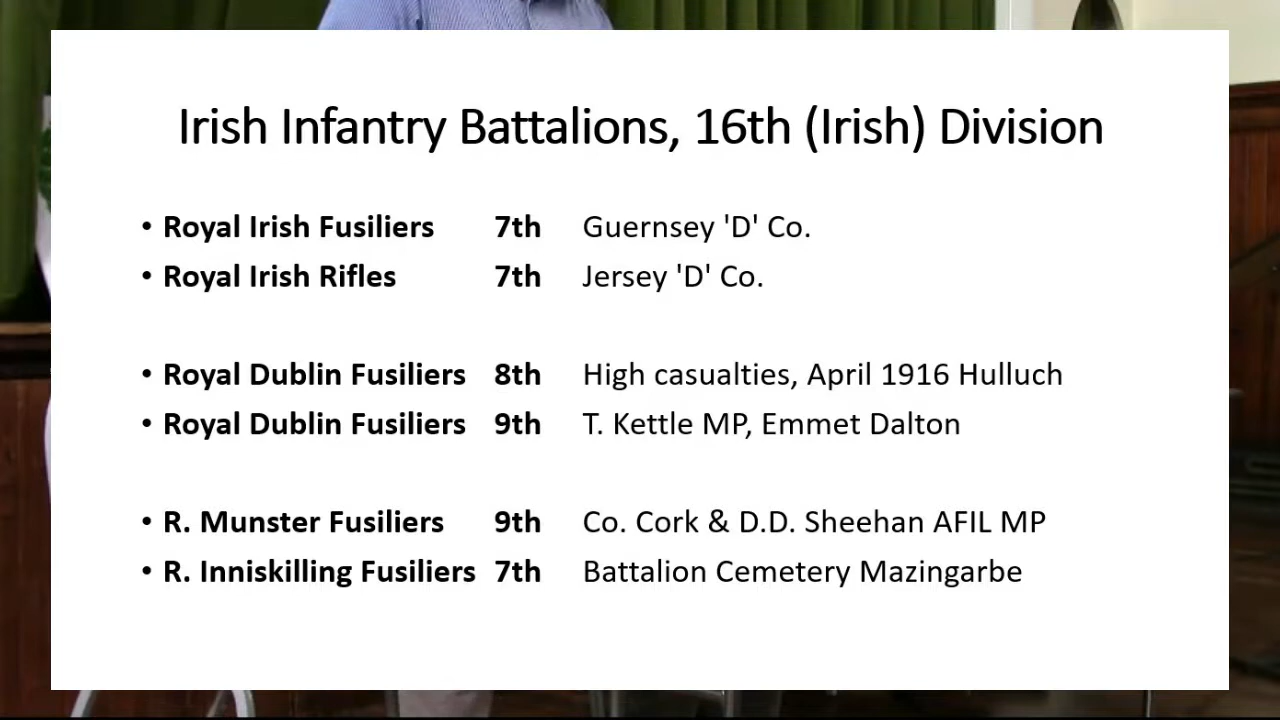 Irish Infantry Battalions, 16th (Irish) Division
• Royal Irish Fusiliers 7th Guernsey 'D' Co.
• Royal Irish Rifles 7th Jersey 'D' Co.
• Royal Dublin Fusiliers 8th High casualties, April 1916 Hulluch
• Royal Dublin Fusiliers 9th T. Kettle MP, Emmet Dalton
• R. Munster Fusiliers 9th Co. Cork & D.D. Sheehan AFIL MP
• R. Inniskilling Fusiliers 7th Battalion Cemetery Mazingarbe